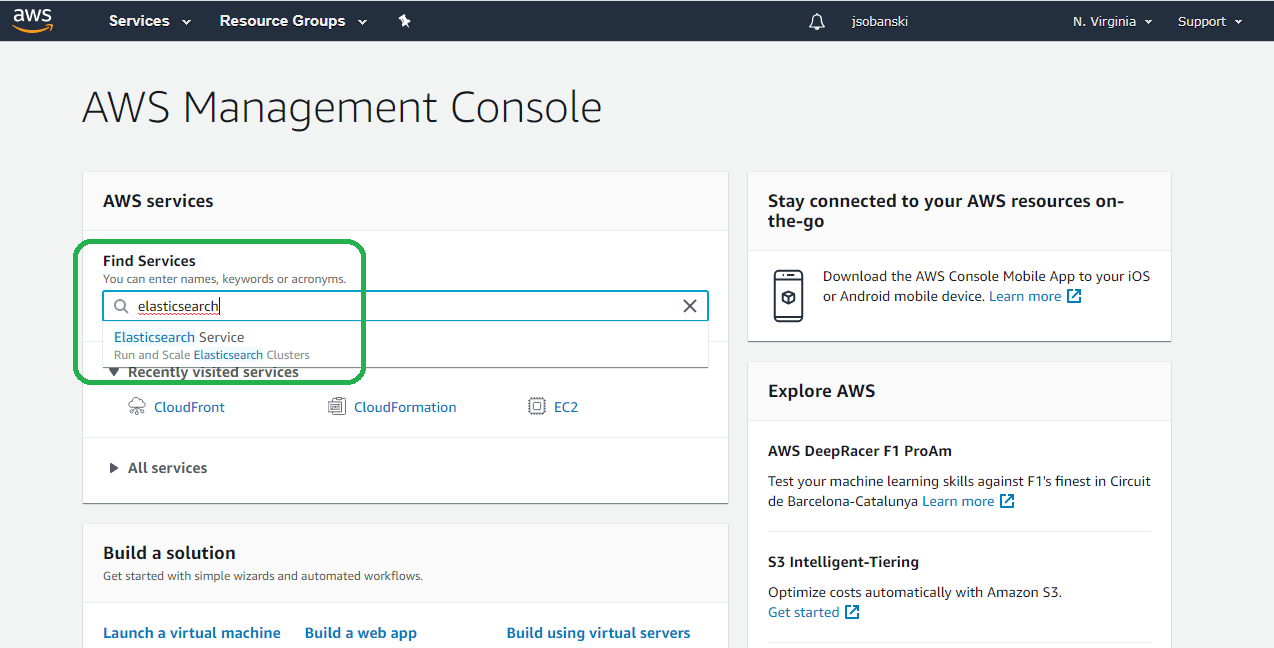 aws Services Resource Groups jsobanski N. Virginia Support
AWS Management Console
AWS services
Find Services
You can enter names, keywords or acronyms.
elasticsearch
Elasticsearch Service
Run and Scale Elasticsearch Clusters
Recently visited services
CloudFront CloudFormation EC2
All services
Build a solution
Get started with simple wizards and automated workflows.
Launch a virtual machine Build a web app Build using virtual servers
Stay connected to your AWS resources on-
the-go
Download the AWS Console Mobile App to your iOS
or Android mobile device. Learn more
Explore AWS
AWS DeepRacer F1 ProAm
Test your machine learning skills against F1's finest in Circuit
de Barcelona-Catalunya Learn more
S3 Intelligent-Tiering
Optimize costs automatically with Amazon S3.
Get started